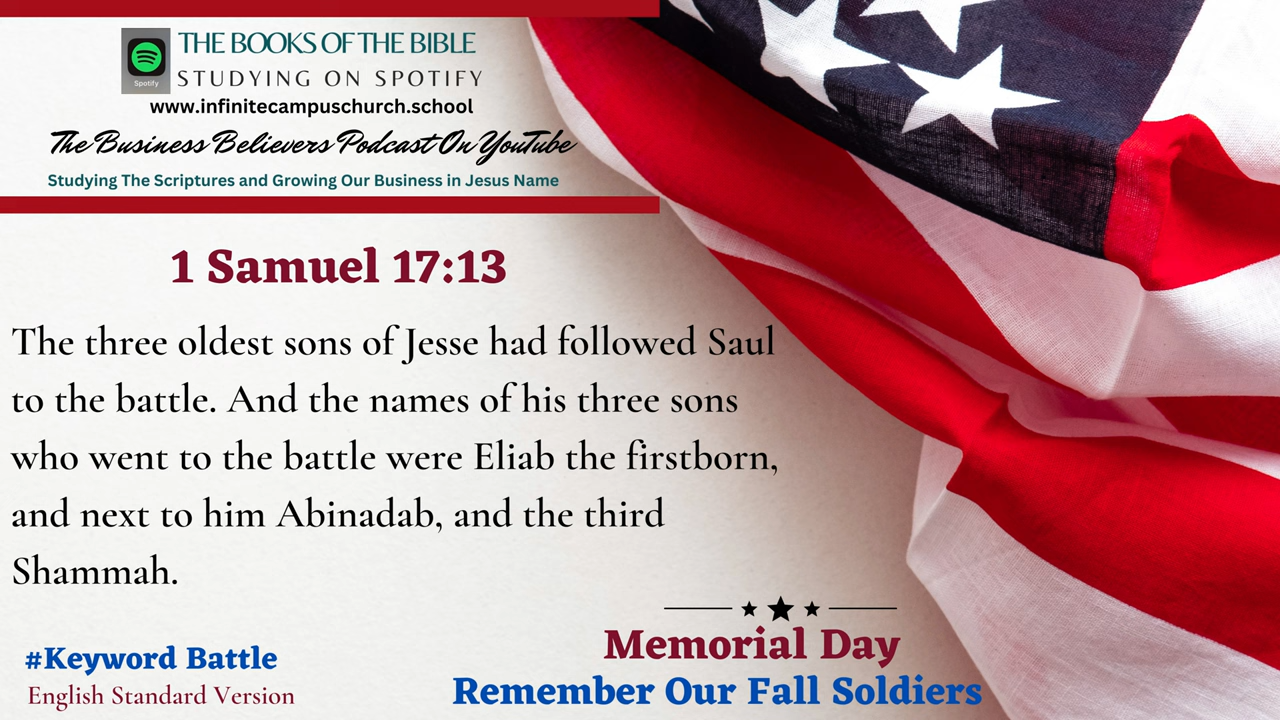 THE BOOKS OF THE BIBLE
Spotify
STUDYING ON SPOTIFY
www.infinitecampuschurch.school
The Business Believers Podcast On YouTube
Studying The Scriptures and Growing Our Business in Jesus Name
1 Samuel 17:13
The three oldest sons of Jesse had followed Saul
to the battle. And the names of his three sons
who went to the battle were Eliab the firstborn,
and next to him Abinadab, and the third
Shammah.
#Keyword Battle
English Standard Version
Memorial Day
Remember Our Fall Soldiers